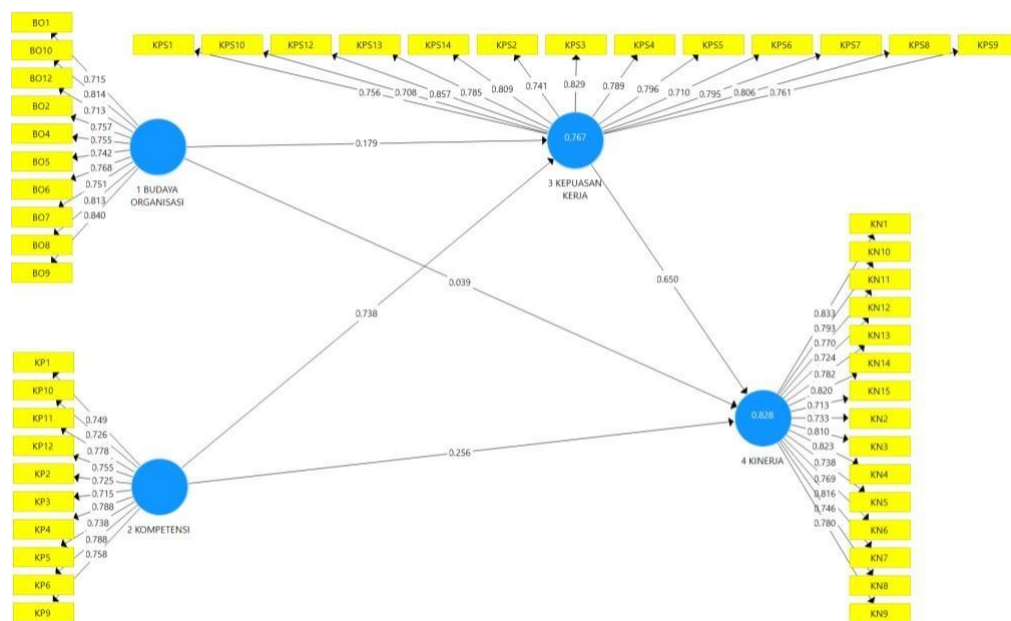 BO1
BO10
BO12
BO2
BO4
BO5
BO6
BO7
BO8
BO9
0.715
0.814
0.713
0.757
0.755
0.742
0.768
0.751
0.813
0.840
1 BUDAYA
ORGANISASI
KPS1 KPS10 KPS12 KPS13 KPS14 KPS2 KPS3 KPS4 KPS5 KPS6 KPS7 KPS8 KPS9
0.756 0.708 0.857 0.785 0.809 0.741 0.829 0.789 0.796 0.710 0.795 0.806 0.761
0.767
3 KEPUASAN
KERJA
0.179
0.039
0.738
0.650
0.256
KP1
KP10
KP11
KP12
KP2
KP3
KP4
KP5
KP6
KP9
0.749
0.726
0.778
0.755
0.725
0.715
0.788
0.738
0.788
0.758
2 KOMPETENSI
0.828
4 KINERJA
0.833
0.793
0.770
0.724
0.782
0.820
0.713
0.733
0.810
0.823
0.738
0.769
0.816
0.746
0.780
KN1
KN10
KN11
KN12
KN13
KN14
KN15
KN2
KN3
KN4
KN5
KN6
KN7
KN8
KN9